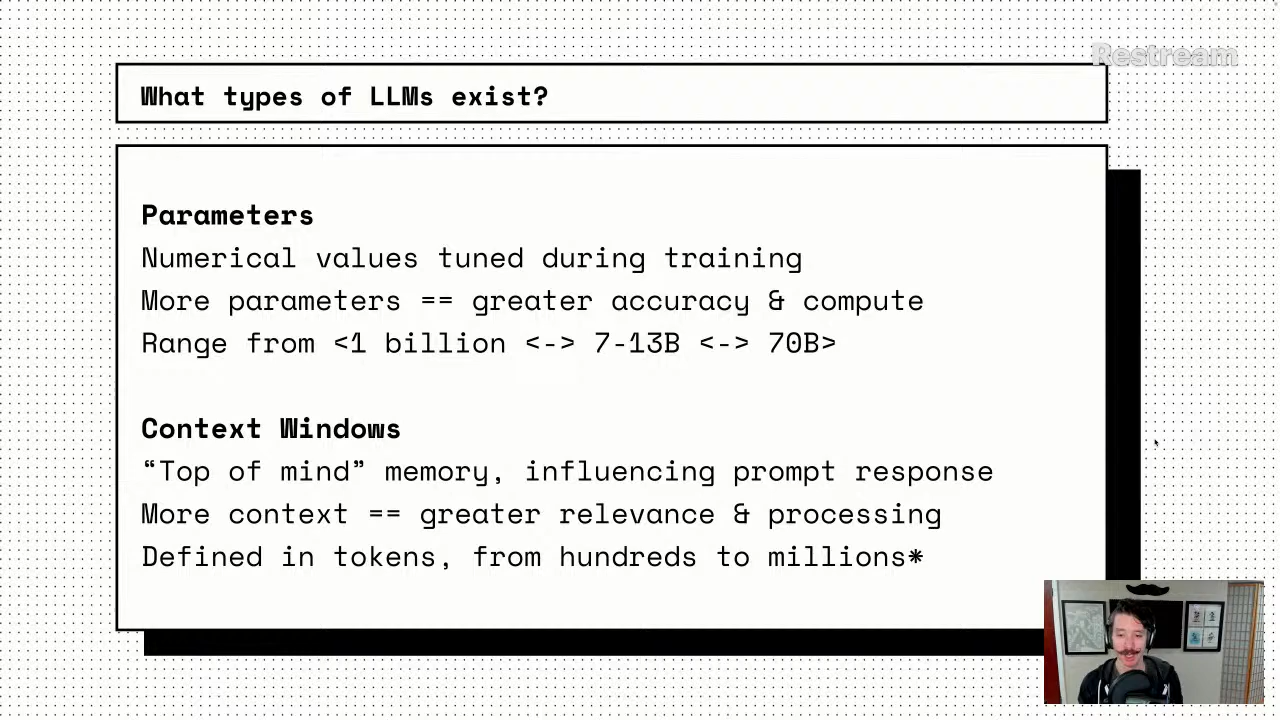 Restream
What types of LLMs exist?
Parameters
Numerical values tuned during training
More parameters == greater accuracy & compute
Range from <1 billion <-> 7-13B <-> 70B>
Context Windows
“Top of mind” memory, influencing prompt response
More context == greater relevance & processing
Defined in tokens, from hundreds to millions*